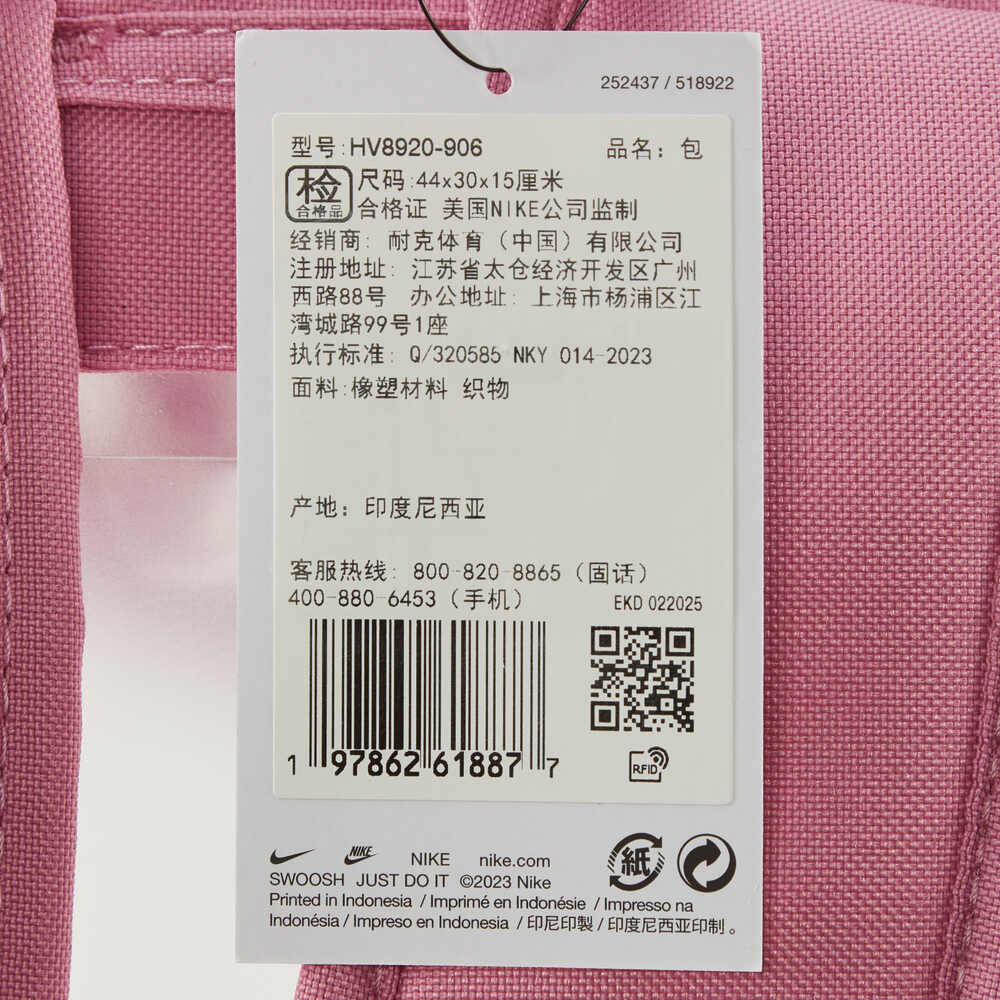 252437 / 518922
型号:HV8920-906 品名：包
检 合格品
尺码:44x30x15厘米
合格证 美国NIKE公司监制
经销商：耐克体育（中国）有限公司
注册地址：江苏省太仓经济开发区广州
西路88号 办公地址：上海市杨浦区江
湾城路99号1座
执行标准：Q/320585 NKY 014-2023
面料:橡塑材料 织物
产地：印度尼西亚
客服热线：800-820-8865（固话）
400-880-6453（手机）
EKD 022025
1 97862 61887 7
RFID
NIKE NIKE nike.com
紙
SWOOSH JUST DO IT ©2023 Nike
Printed in Indonesia / Imprimé en Indonésie / Impresso na
Indonésia / Impreso en Indonesia / 印尼印製 / 印度尼西亚印制。